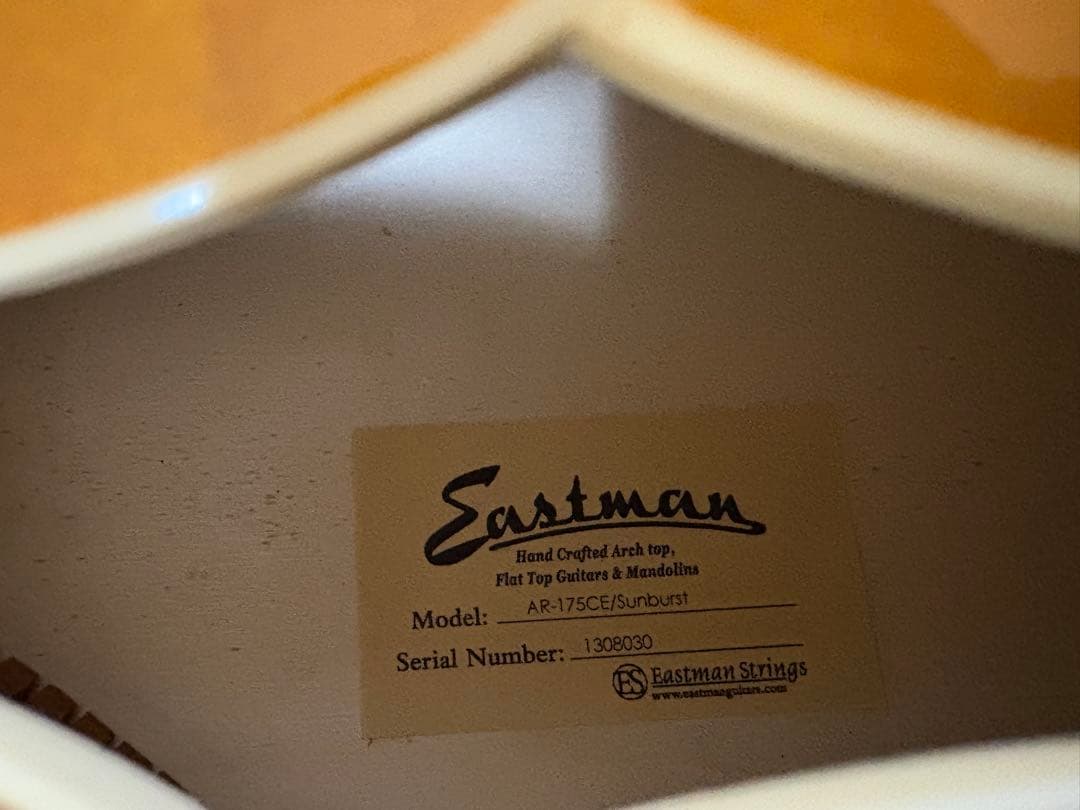 Eastman
Hand Crafted Arch top,
Flat Top Guitars & Mandolins
Model: AR-175CE/Sunburst
Serial Number: 1308030
ES Eastman Strings
www.eastmanguitars.com